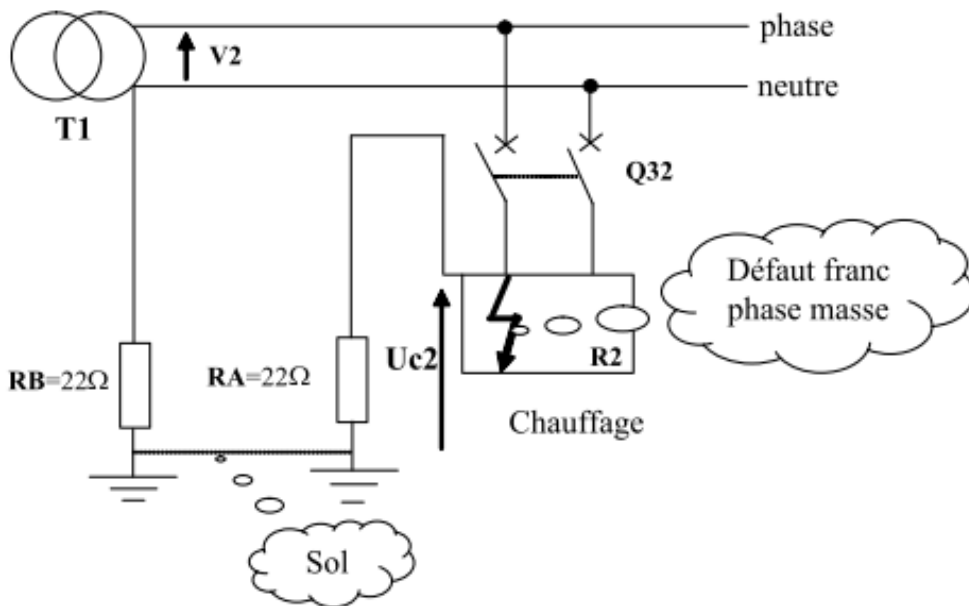 phase
V2
neutre
T1
Q32
Défaut franc
phase masse
Uc2
R2
RB=22Ω
RA=22Ω
Chauffage
Sol